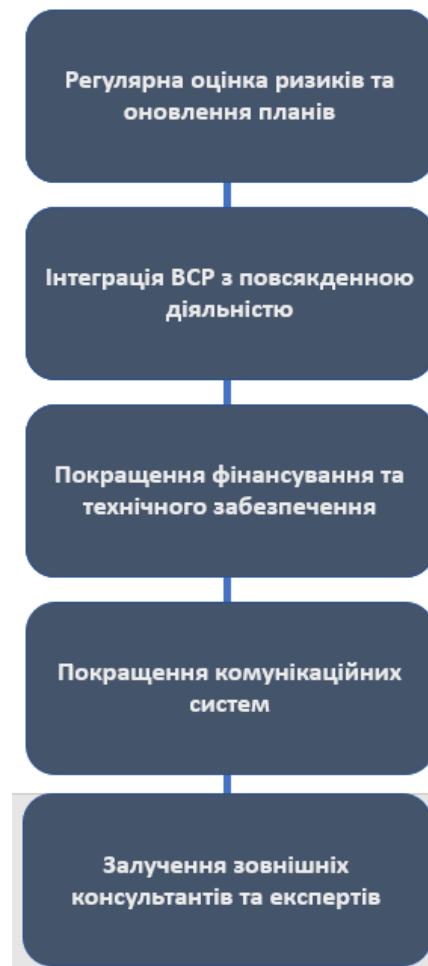 Регулярна оцінка ризиків та
оновлення планів
Інтеграція ВСР з повсякденною
діяльністю
Покращення фінансування та
технічного забезпечення
Покращення комунікаційних
систем
Залучення зовнішніх
консультантів та експертів